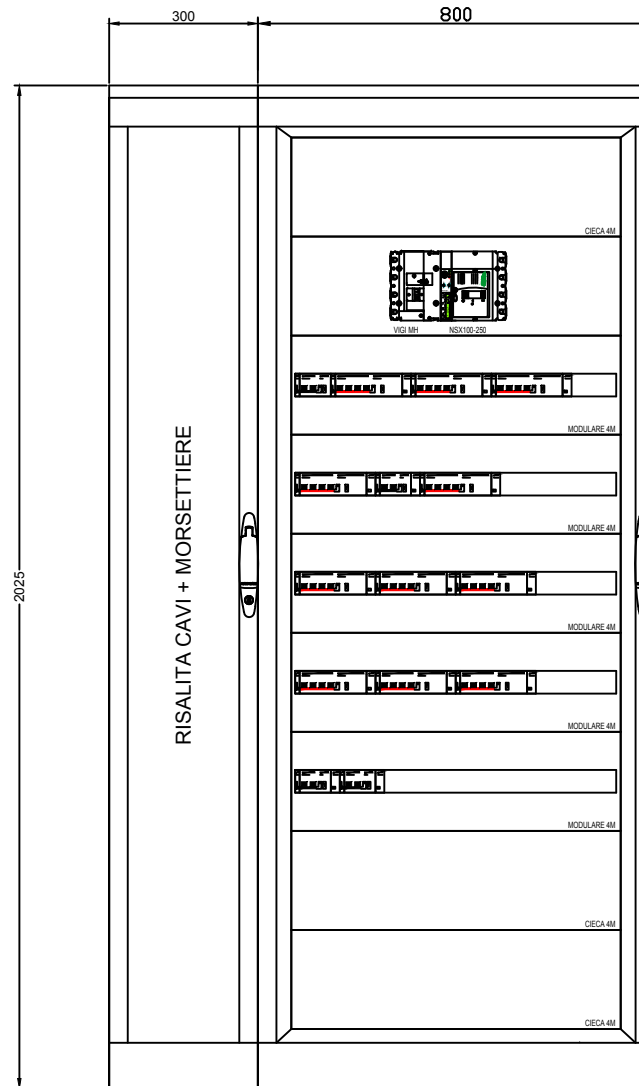 300
800
CIECA 4M
VIGI MH
NSX100-250
MODULARE 4M
MODULARE 4M
2025
RISALITA CAVI + MORSETTIERE
MODULARE 4M
MODULARE 4M
MODULARE 4M
CIECA 4M
CIECA 4M